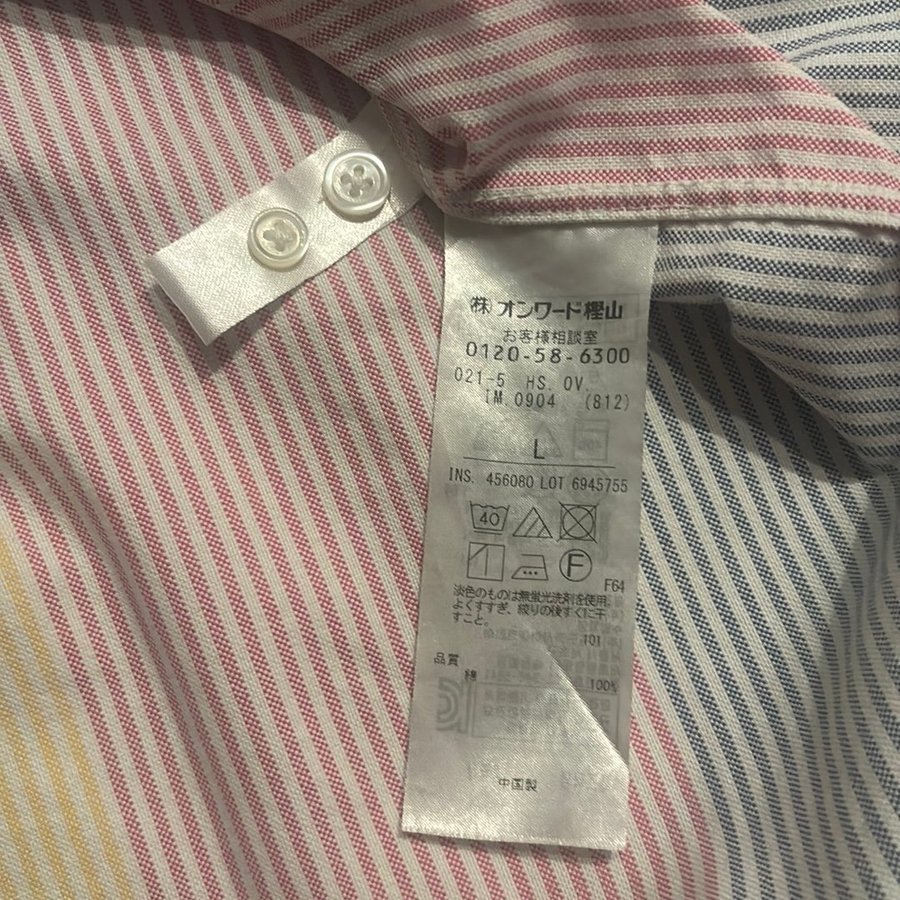 ㈱ オンワード樫山
お客様相談室
0120-58-6300
021-5 HS. OV.
IM. 0904 (812)
L
INS. 456080 LOT 6945755
40
F
F64
淡色のものは無蛍光洗剤を使用。
よくすすぎ、絞りの後すぐに干
すこと。
101
品質
綿 100%
中国製